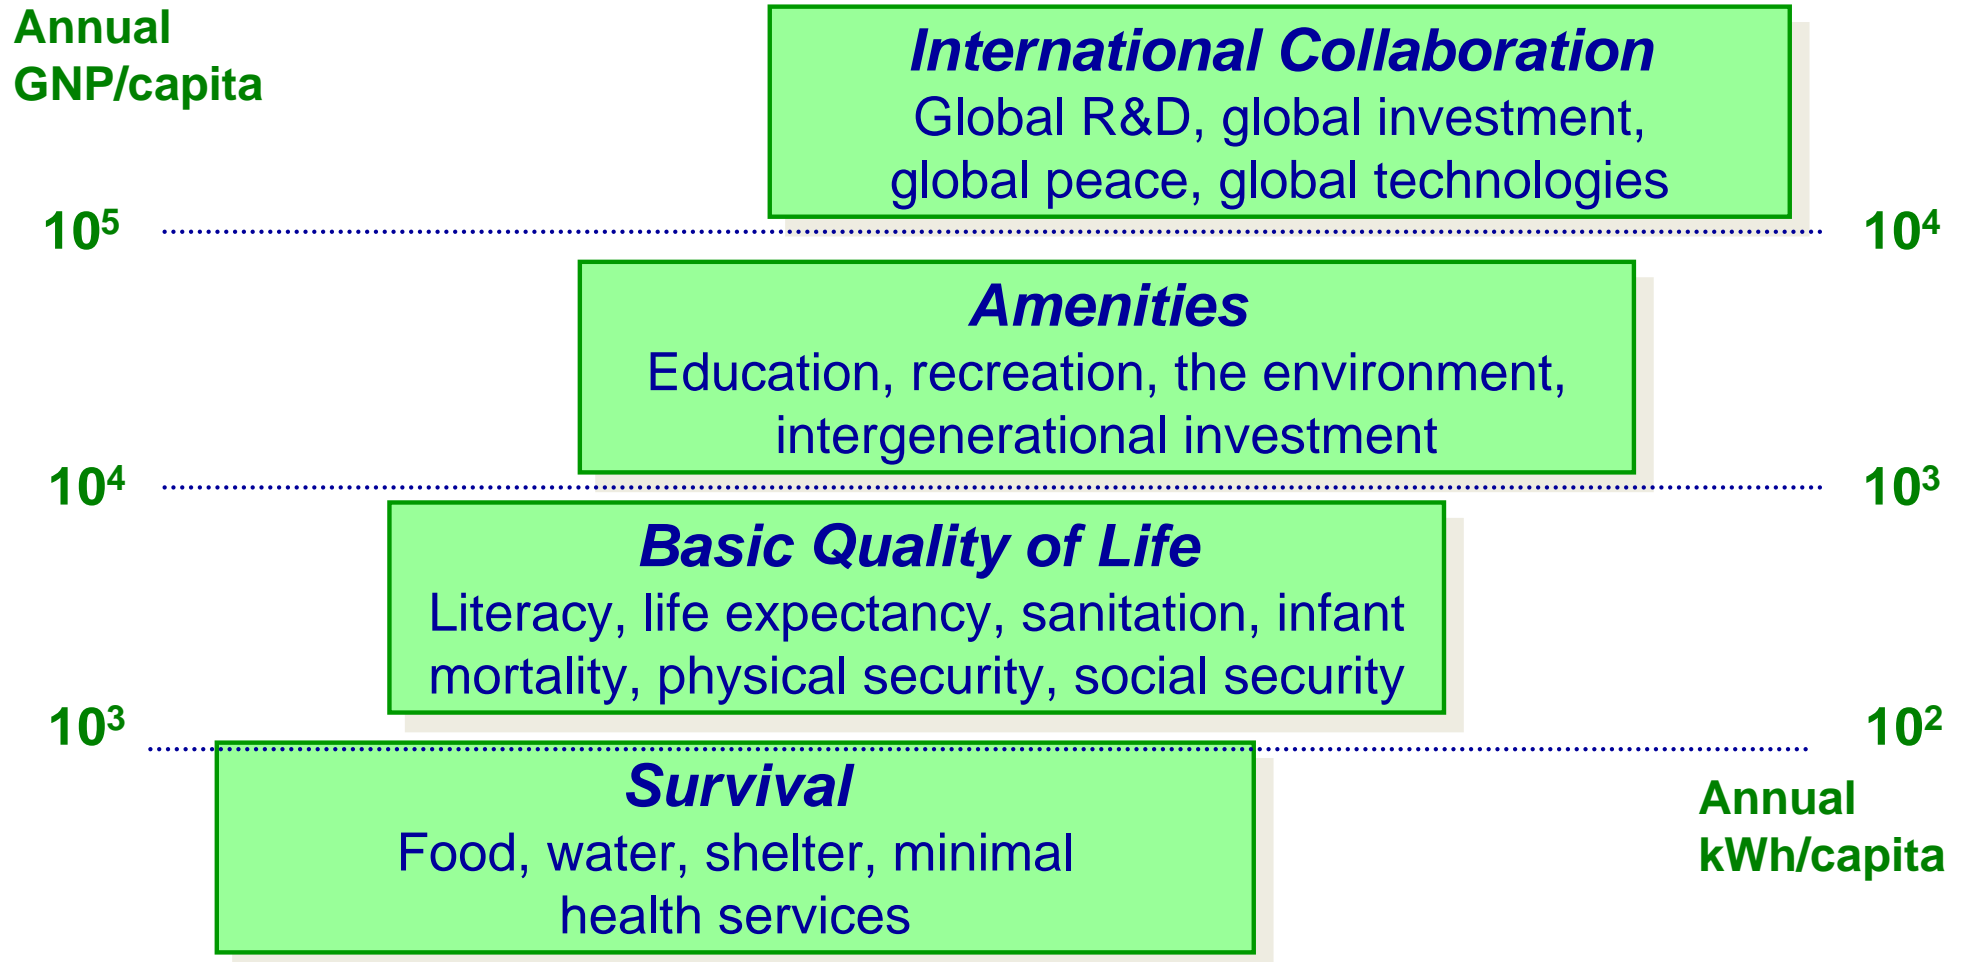 Annual
GNP/capita
International Collaboration
Global R&D, global investment,
global peace, global technologies
10⁵
10⁴
Amenities
Education, recreation, the environment,
intergenerational investment
10⁴
10³
Basic Quality of Life
Literacy, life expectancy, sanitation, infant
mortality, physical security, social security
10³
10²
Survival
Food, water, shelter, minimal
health services
Annual
kWh/capita